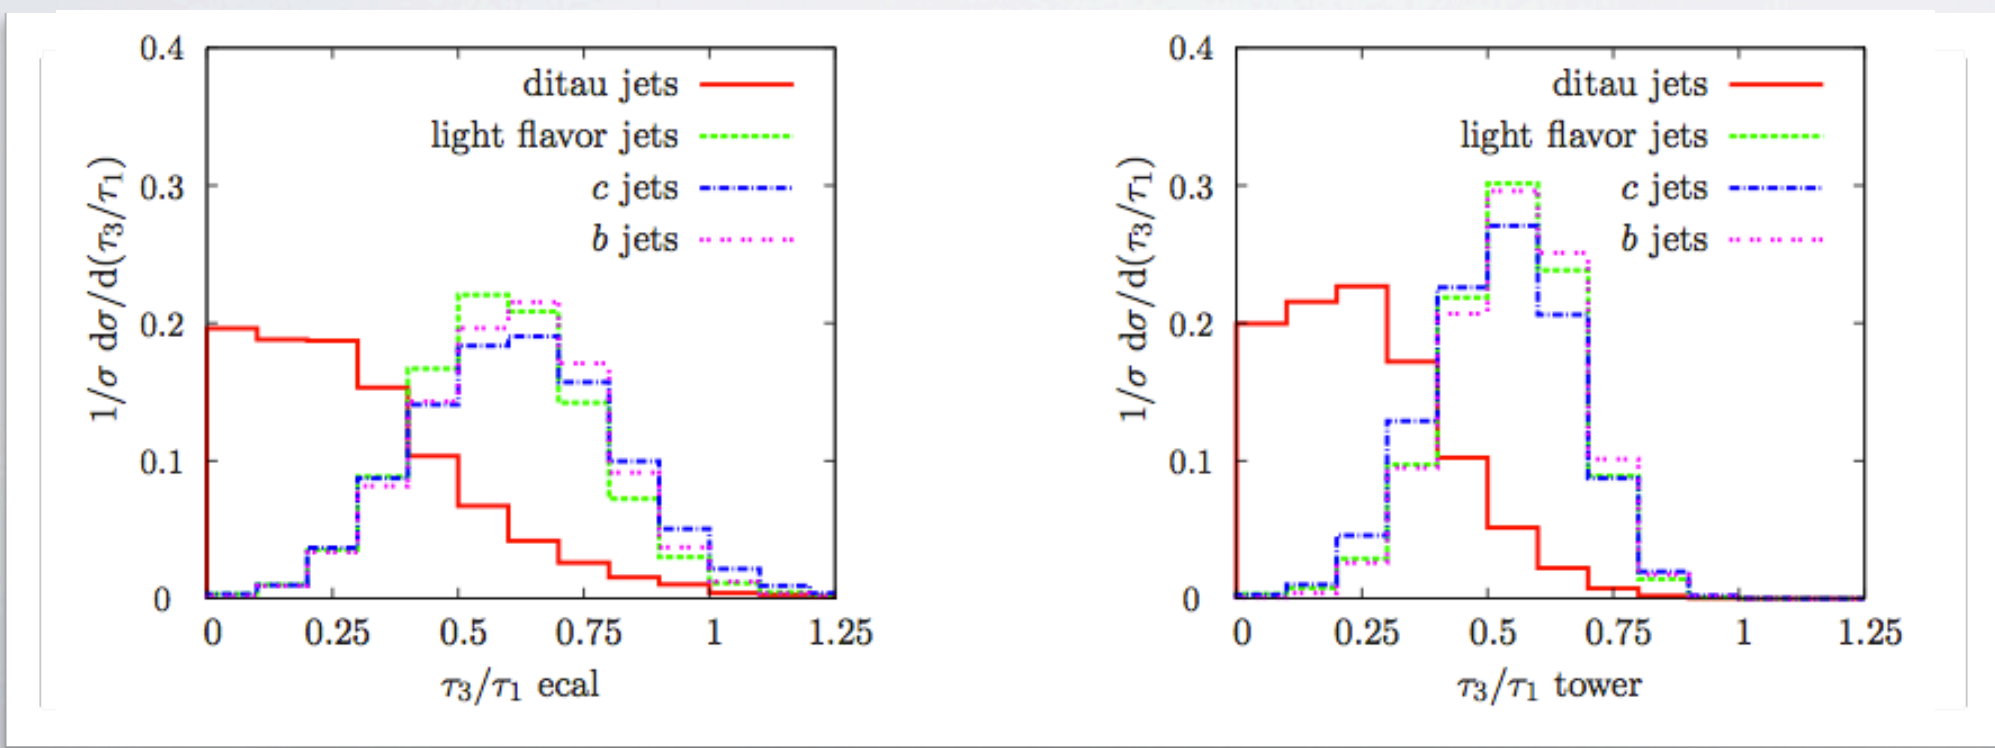 0.4
0.3
0.2
0.1
0
1/σ dσ/d(τ₃/τ₁)
ditau jets
light flavor jets
c jets
b jets
0 0.25 0.5 0.75 1 1.25
τ₃/τ₁ ecal
0.4
0.3
0.2
0.1
0
1/σ dσ/d(τ₃/τ₁)
ditau jets
light flavor jets
c jets
b jets
0 0.25 0.5 0.75 1 1.25
τ₃/τ₁ tower